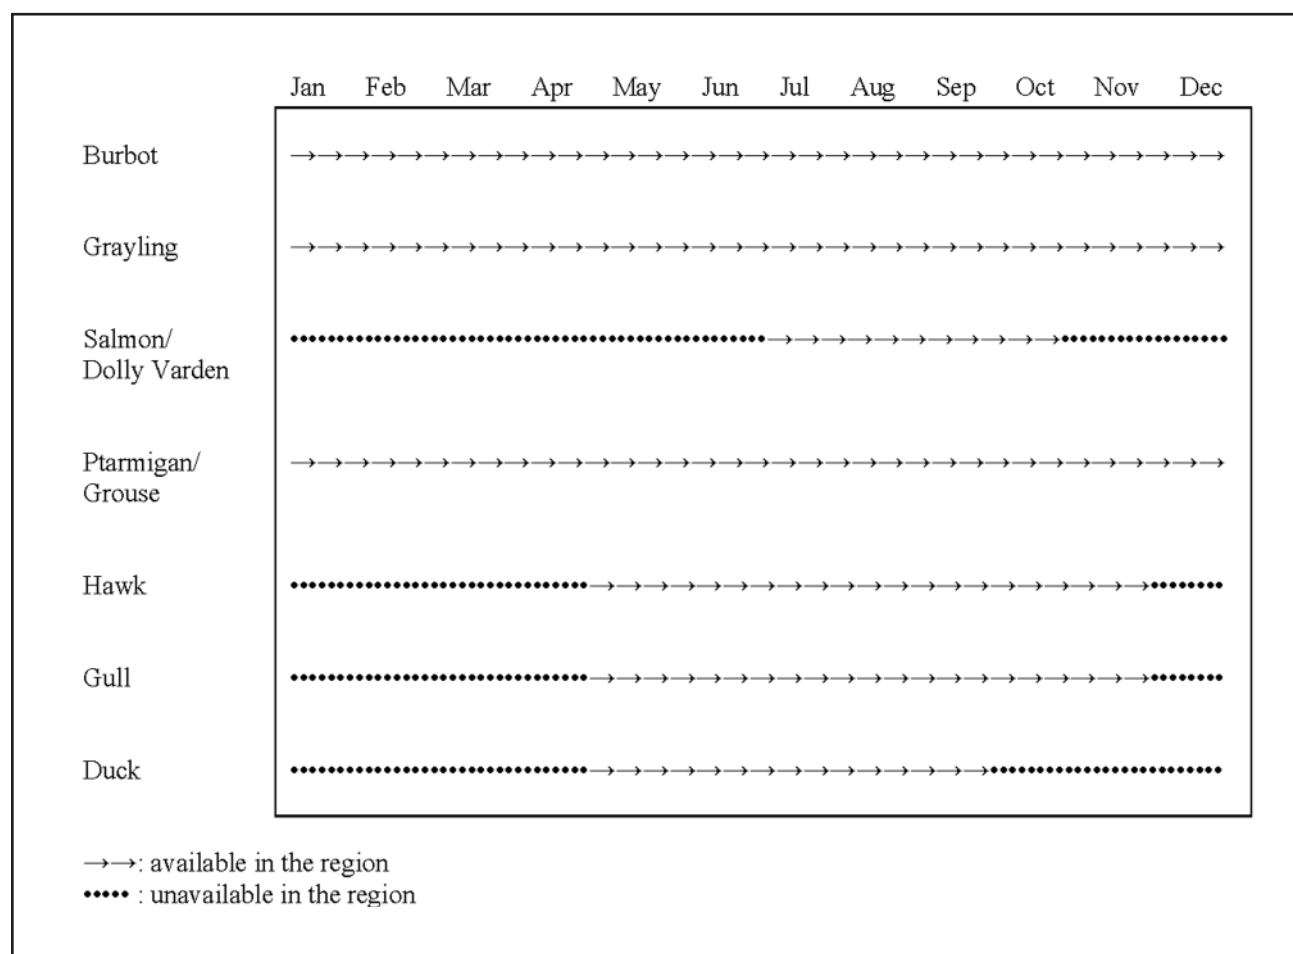 Jan Feb Mar Apr May Jun Jul Aug Sep Oct Nov Dec
Burbot
Grayling
Salmon/
Dolly Varden
Ptarmigan/
Grouse
Hawk
Gull
Duck
→→: available in the region
••••• : unavailable in the region